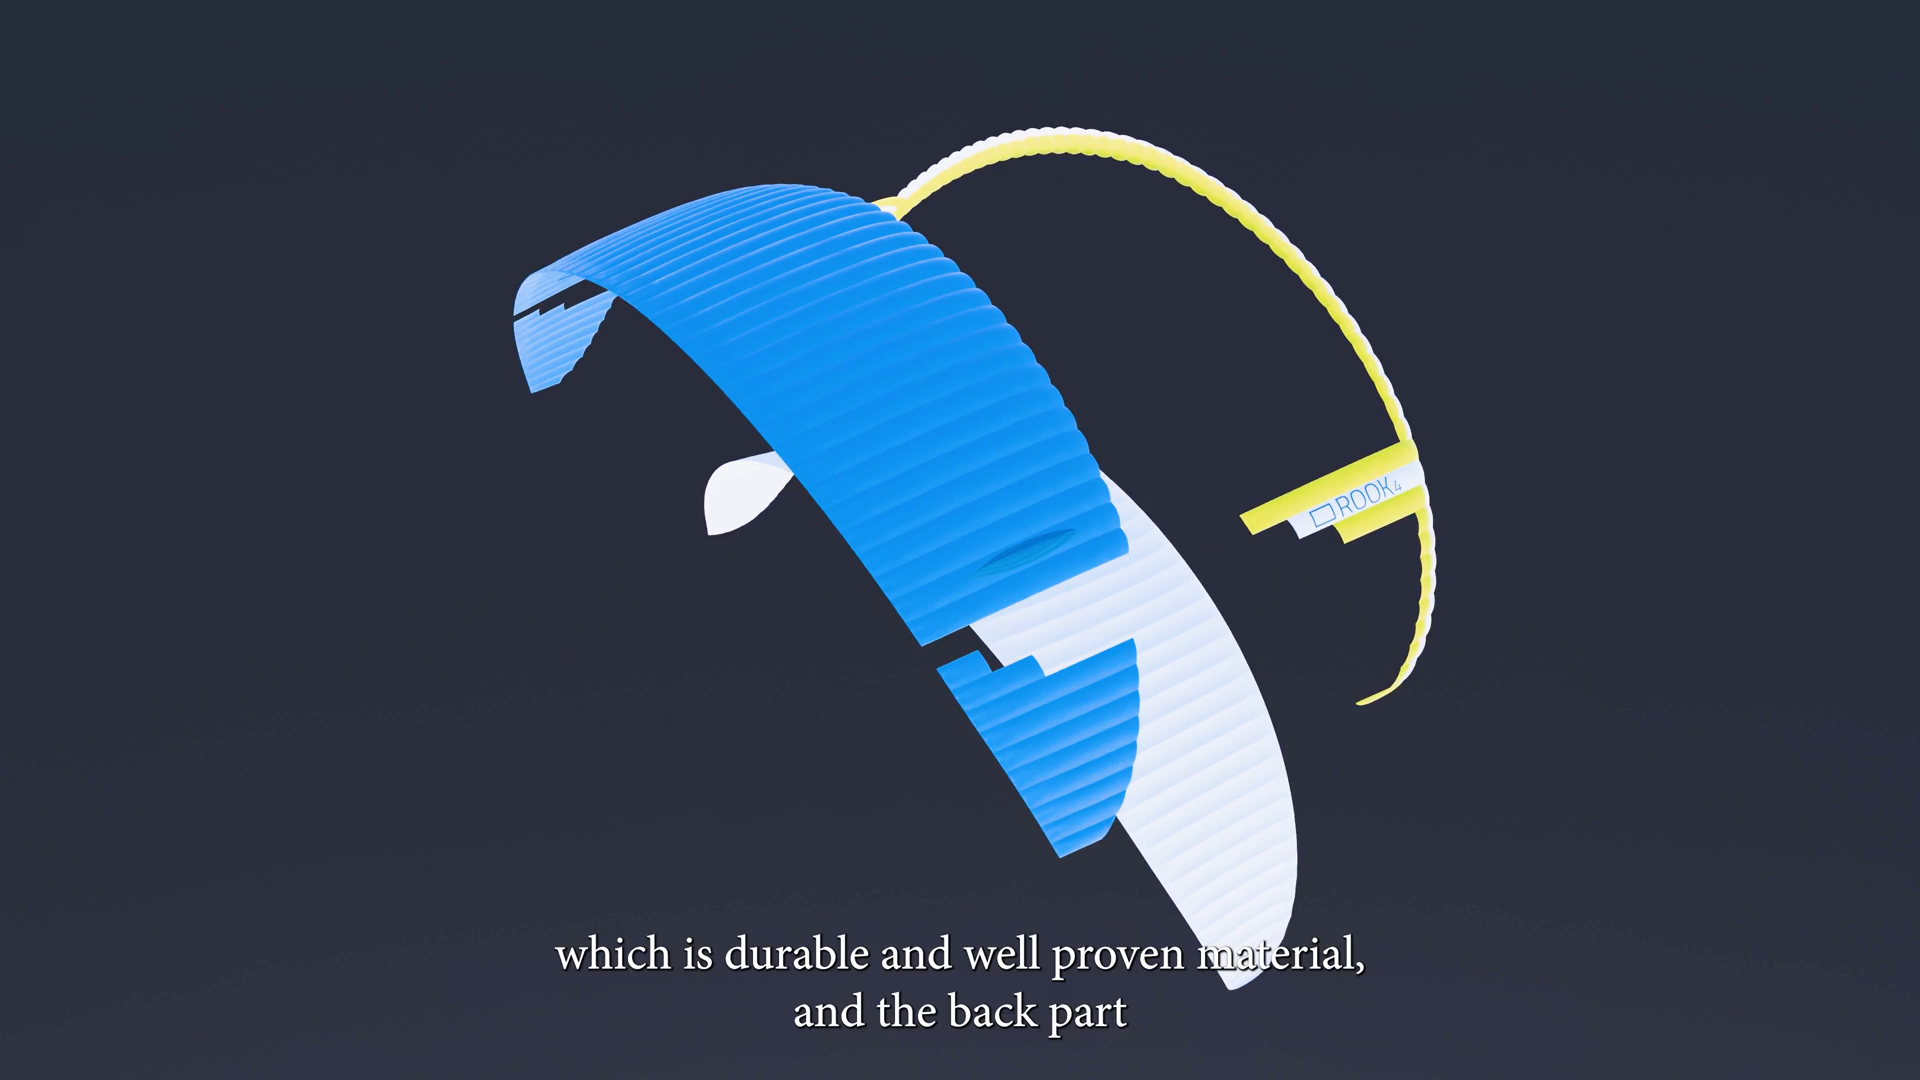 ROOK4
which is durable and well proven material,
and the back part